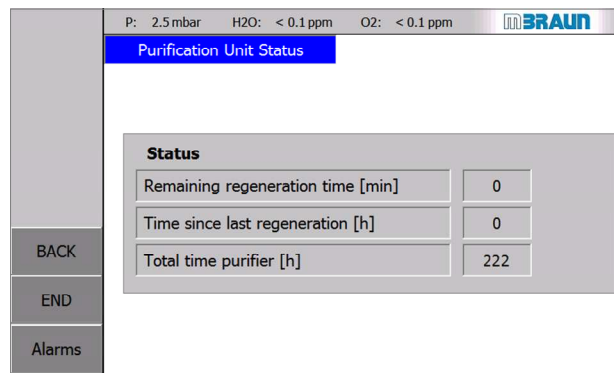 P: 2.5 mbar H2O: < 0.1 ppm O2: < 0.1 ppm MBRAUN
Purification Unit Status
Status
Remaining regeneration time [min] 0
Time since last regeneration [h] 0
Total time purifier [h] 222
BACK
END
Alarms